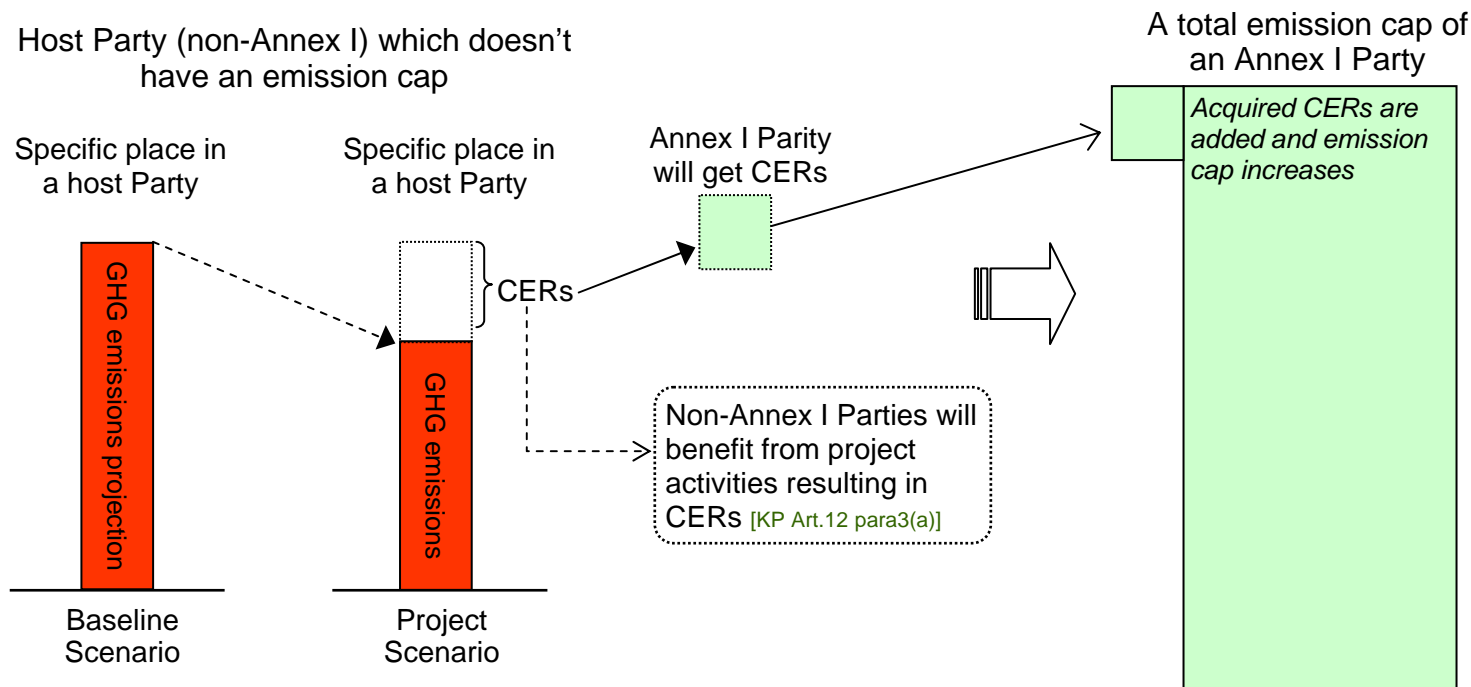 Host Party (non-Annex I) which doesn't
have an emission cap
A total emission cap of
an Annex I Party
Specific place in
a host Party
Specific place in
a host Party
Annex I Parity
will get CERs
Acquired CERs are
added and emission
cap increases
GHG emissions projection
GHG emissions
CERs
Non-Annex I Parties will
benefit from project
activities resulting in
CERs [KP Art.12 para3(a)]
Baseline
Scenario
Project
Scenario